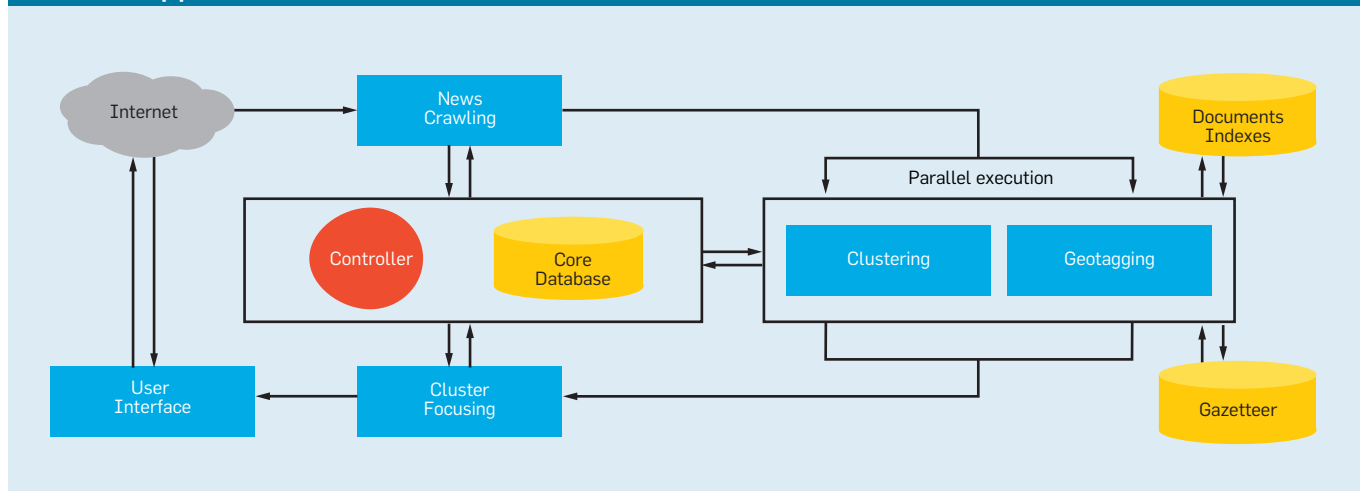 Internet
News
Crawling
Documents
Indexes
Parallel execution
Controller
Core
Database
Clustering
Geotagging
User
Interface
Cluster
Focusing
Gazetteer